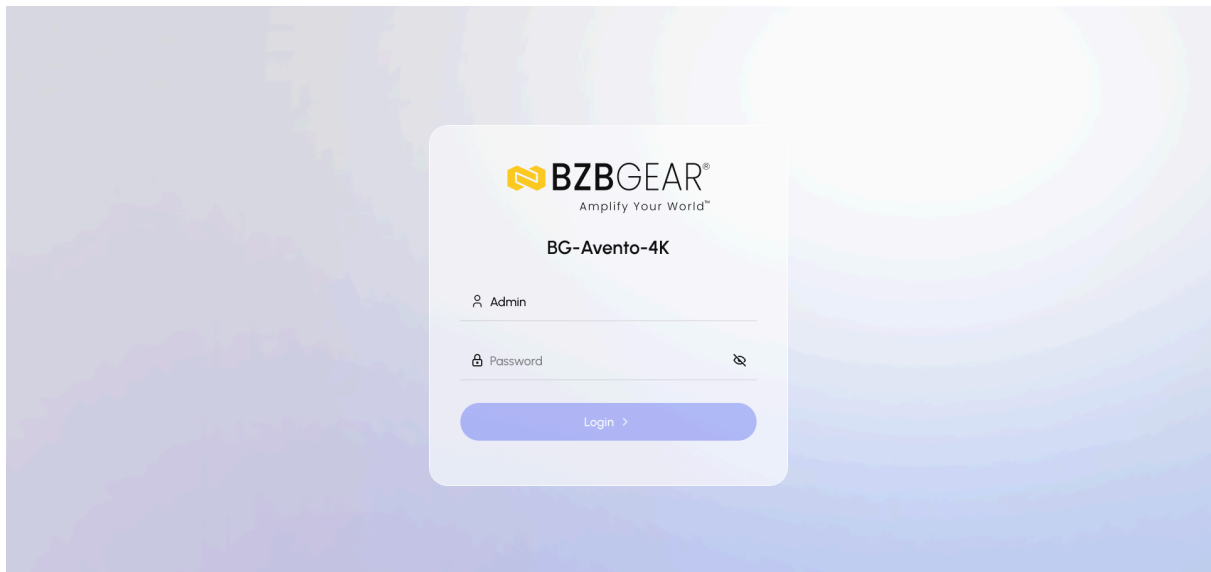 BZBGEAR®
Amplify Your World™
BG-Avento-4K
Admin
Password
Login